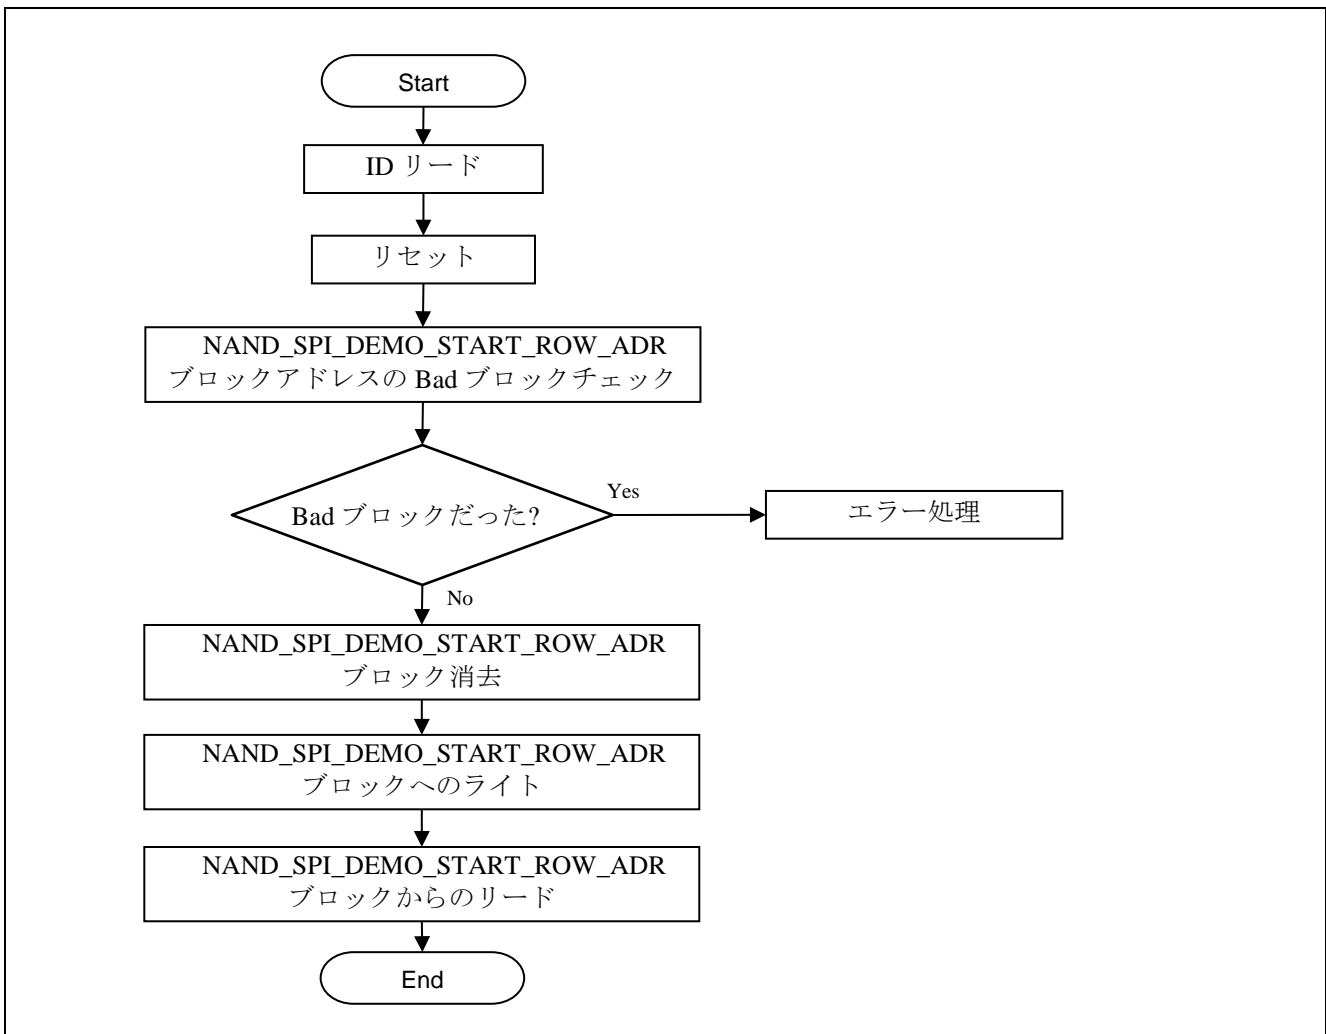 Start
ID リード
リセット
NAND_SPI_DEMO_START_ROW_ADR
ブロックアドレスの Bad ブロックチェック
Bad ブロックだった?
Yes
エラー処理
No
NAND_SPI_DEMO_START_ROW_ADR
ブロック消去
NAND_SPI_DEMO_START_ROW_ADR
ブロックへのライト
NAND_SPI_DEMO_START_ROW_ADR
ブロックからのリード
End